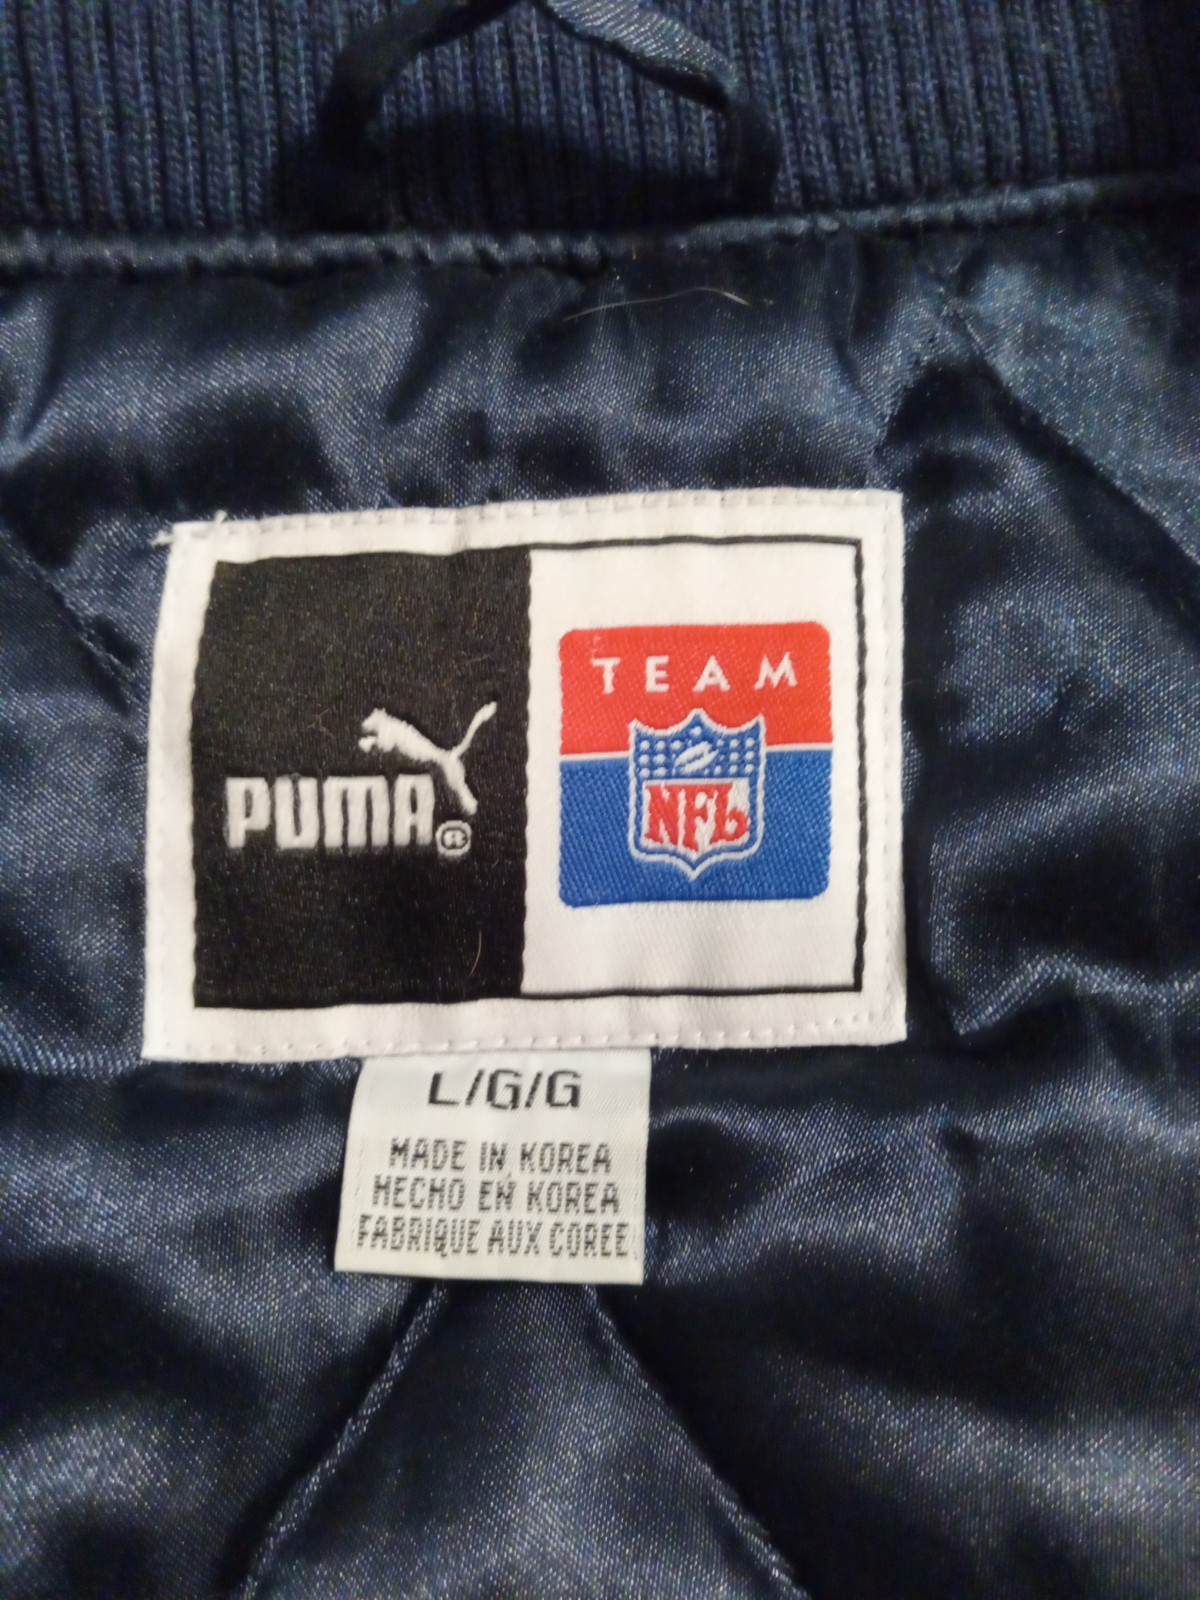 PUMA®
TEAM
NFL
L/G/G
MADE IN KOREA
HECHO EN KOREA
FABRIQUE AUX COREE